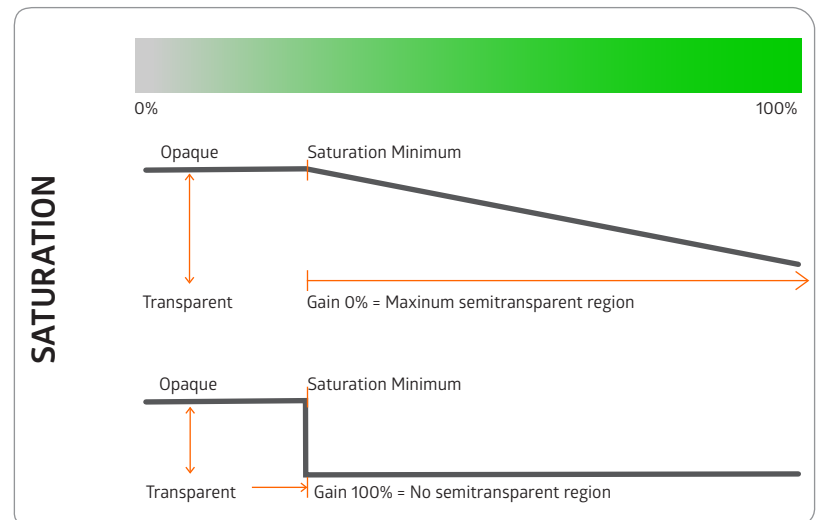 SATURATION
0% 100%
Opaque Saturation Minimum
Transparent Gain 0% = Maxinum semitransparent region
Opaque Saturation Minimum
Transparent Gain 100% = No semitransparent region